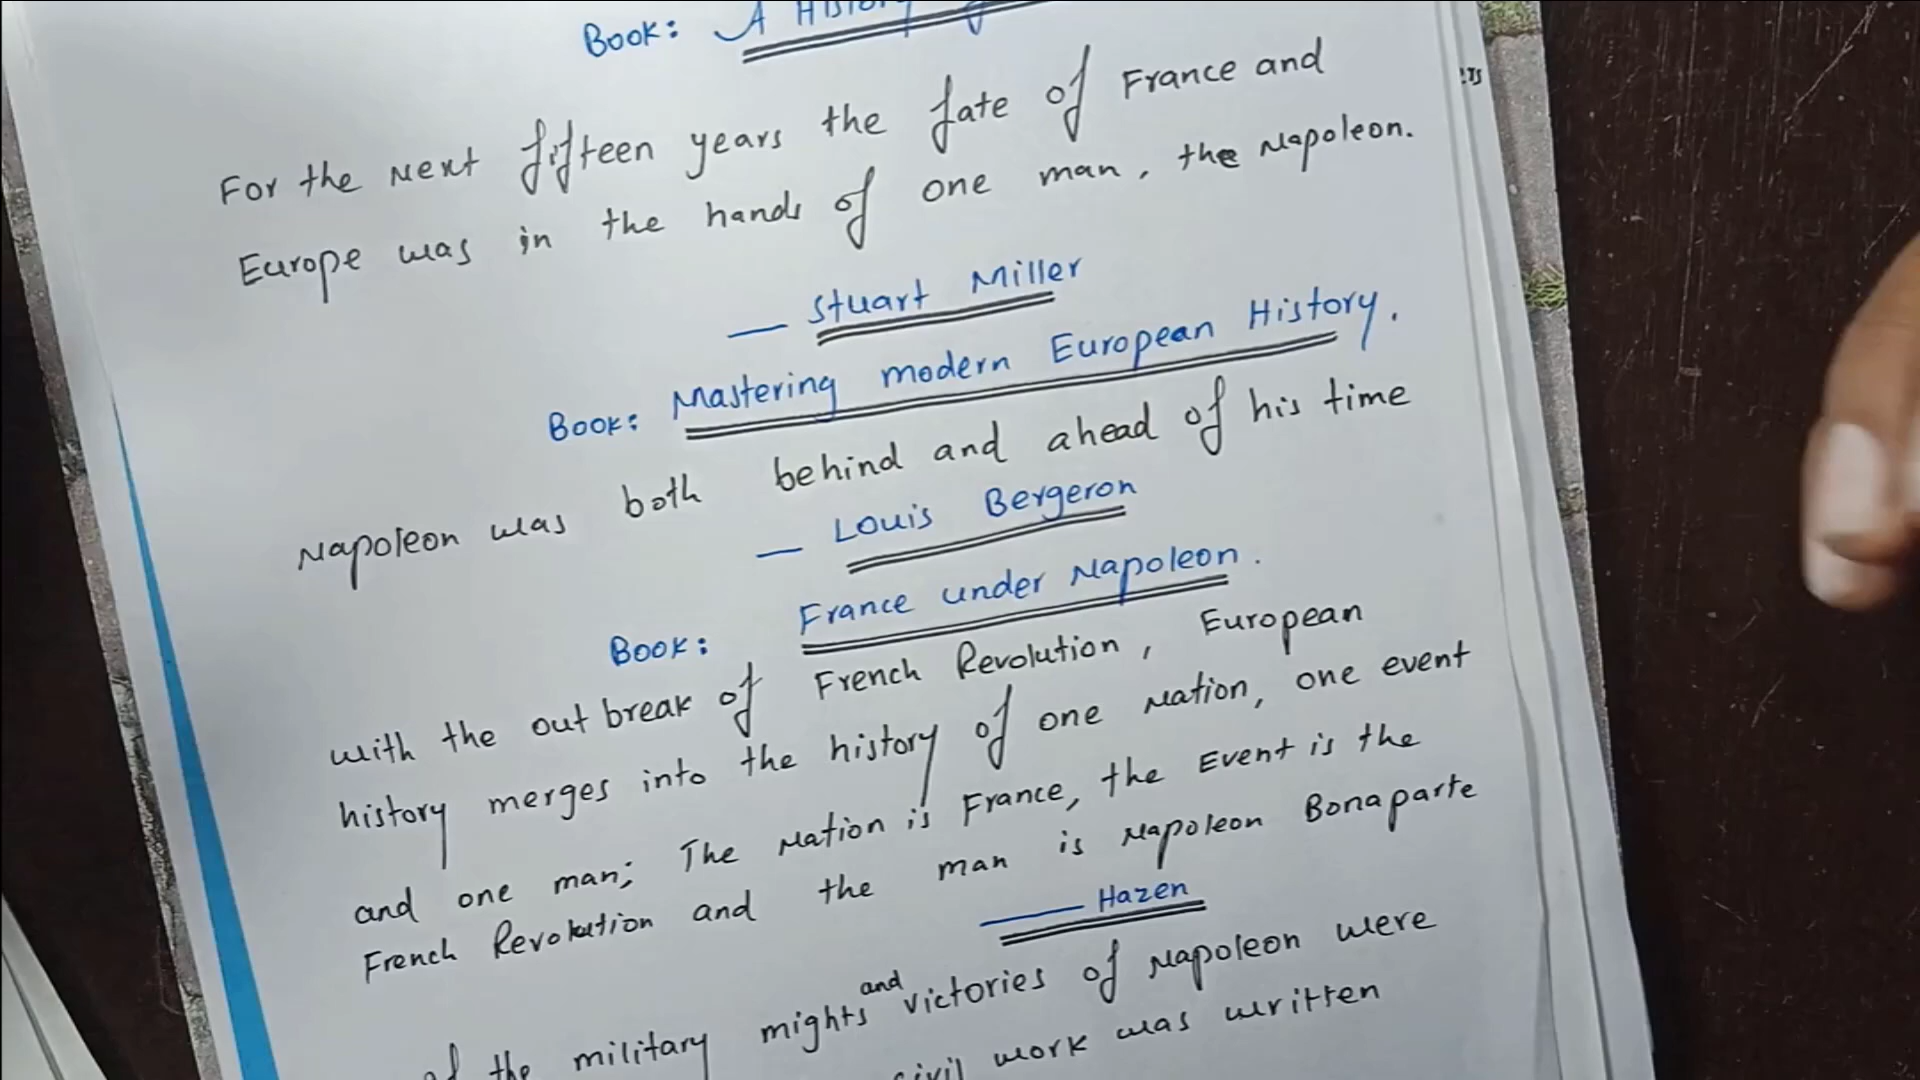 Book: A History
For the next fifteen years the fate of France and
Europe was in the hands of one man, the Napoleon.
— Stuart Miller
Book: Mastering modern European History.
Napoleon was both behind and ahead of his time
— Louis Bergeron
Book: France under Napoleon.
with the out break of French Revolution, European
history merges into the history of one nation, one event
and one man; The nation is France, the Event is the
French Revolution and the man is Napoleon Bonaparte
— Hazen
the military mights and victories of Napoleon were
civil work was written